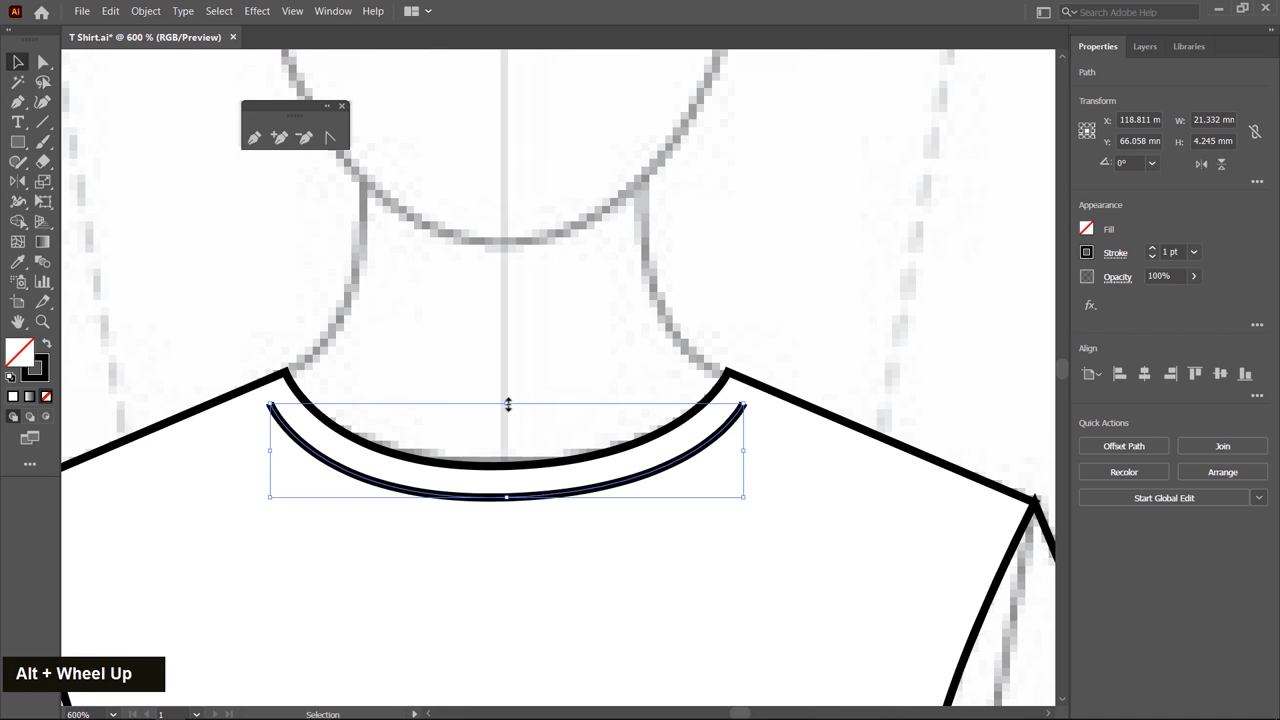 Ai File Edit Object Type Select Effect View Window Help Search Adobe Help
T Shirt.ai* @ 600 % (RGB/Preview) ×
Properties Layers Libraries
Path
Transform
X: 118.811 m W: 21.332 mm
Y: 66.058 mm H: 4.245 mm
0°
Appearance
Fill
Stroke 1 pt
Opacity 100%
fx.
Align
Quick Actions
Offset Path Join
Recolor Arrange
Start Global Edit
Alt + Wheel Up
600% 1 Selection